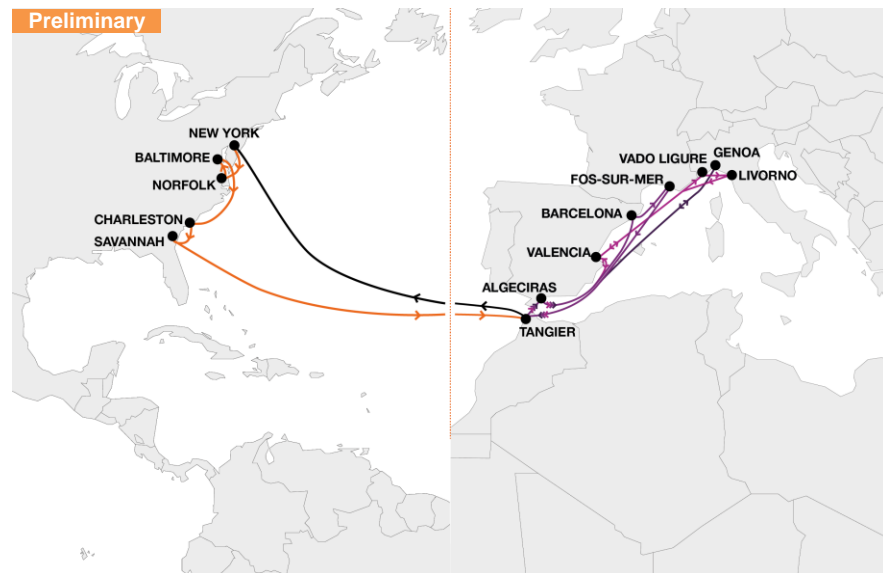 Preliminary
NEW YORK
BALTIMORE
NORFOLK
CHARLESTON
SAVANNAH
GENOA
VADO LIGURE
LIVORNO
FOS-SUR-MER
BARCELONA
VALENCIA
ALGECIRAS
TANGIER